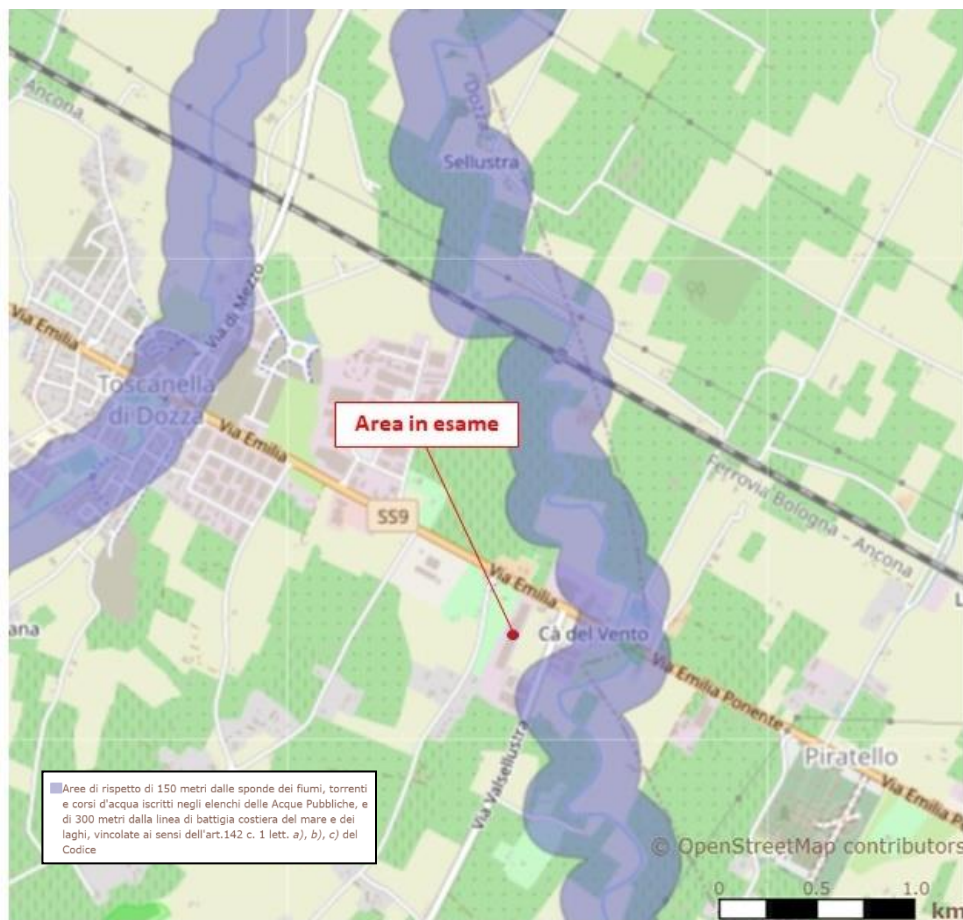 Ancona
Dozza
Sellustra
Via di Mezzo
Via Emilia
Toscanella
di Dozza
Via Emilia
Area in esame
SS9
Ferrovia Bologna - Ancona
Via Emilia
L
ana
Cà del Vento
Via Emilia Ponente
Via Valsellustra
Piratello
Via Emilia Po
Aree di rispetto di 150 metri dalle sponde dei fiumi, torrenti
e corsi d'acqua iscritti negli elenchi delle Acque Pubbliche, e
di 300 metri dalla linea di battigia costiera del mare e dei
laghi, vincolate ai sensi dell'art.142 c. 1 lett. a), b), c) del
Codice
© OpenStreetMap contributors
0 0.5 1.0
km